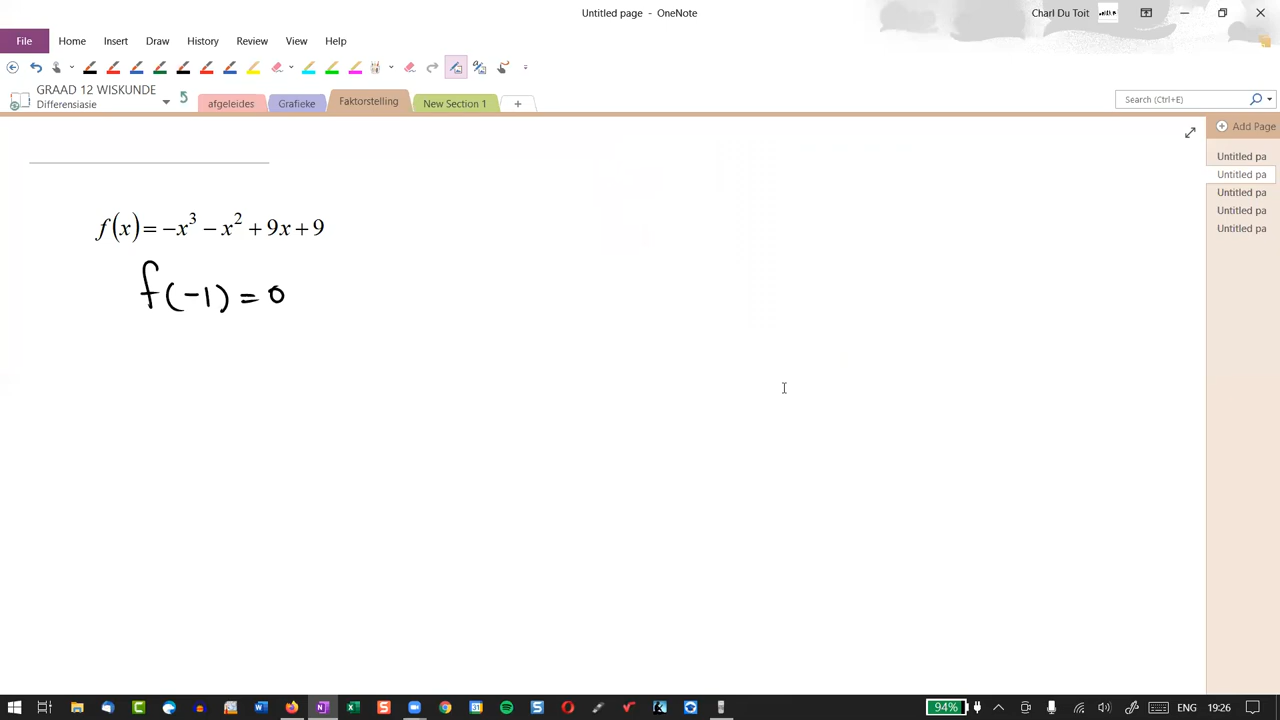 Untitled page - OneNote
Charl Du Toit
File Home Insert Draw History Review View Help
GRAAD 12 WISKUNDE
Differensiasie
afgeleides Grafieke Faktorstelling New Section 1 +
Search (Ctrl+E)
Add Page
Untitled pa
Untitled pa
Untitled pa
Untitled pa
Untitled pa
f(x) = −x³ − x² + 9x + 9
f(-1) = 0
94%
ENG 19:26